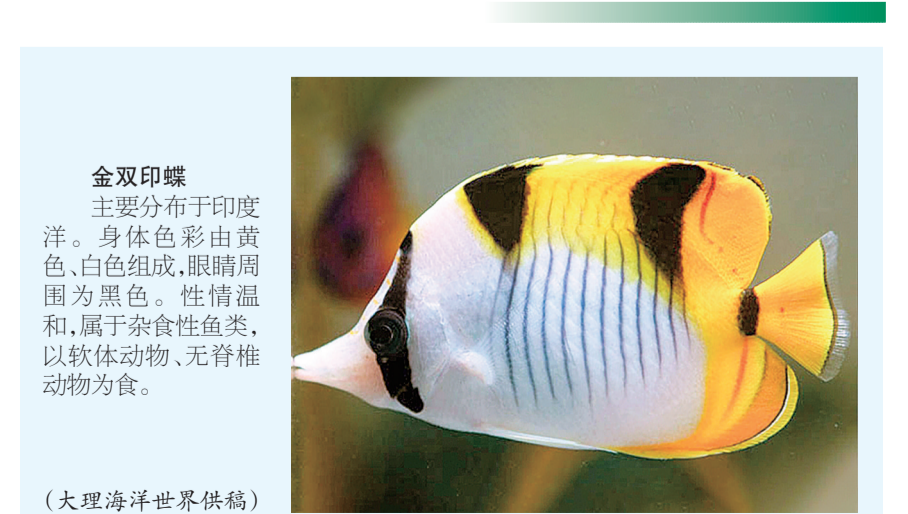 金双印蝶
主要分布于印度
洋。身体色彩由黄
色、白色组成,眼睛周
围为黑色。性情温
和,属于杂食性鱼类,
以软体动物、无脊椎
动物为食。
(大理海洋世界供稿)